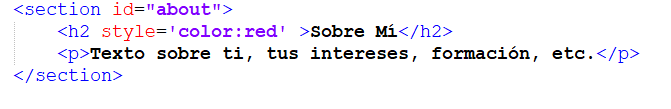 <section id="about">
<h2 style='color:red' >Sobre Mí</h2>
<p>Texto sobre ti, tus intereses, formación, etc.</p>
</section>